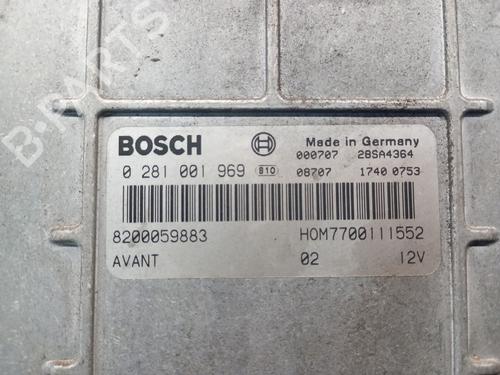 B-PARTS
BOSCH
Made in Germany
000707 28SA4364
0 281 001 969 B10
08707 1740 0753
8200059883 HOM7700111552
AVANT 02 12V